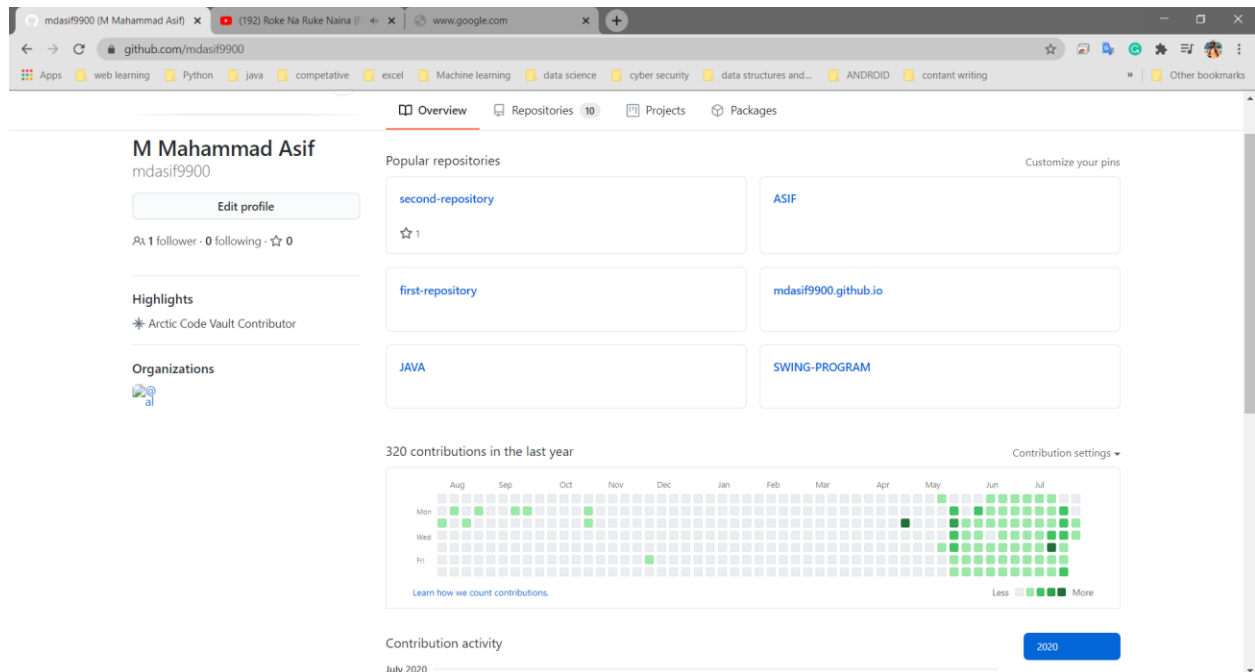 mdasif9900 (M Mahammad Asif)
(192) Roke Na Ruke Naina (F
www.google.com
github.com/mdasif9900
Apps web learning Python java competative excel Machine learning data science cyber security data structures and... ANDROID contant writing » Other bookmarks
Overview Repositories 10 Projects Packages
M Mahammad Asif
mdasif9900
Edit profile
1 follower · 0 following · 0
Highlights
Arctic Code Vault Contributor
Organizations
@
al
Popular repositories Customize your pins
second-repository ASIF
1
first-repository mdasif9900.github.io
JAVA SWING-PROGRAM
320 contributions in the last year Contribution settings
Aug Sep Oct Nov Dec Jan Feb Mar Apr May Jun Jul
Mon
Wed
Fri
Learn how we count contributions. Less More
Contribution activity 2020
July 2020